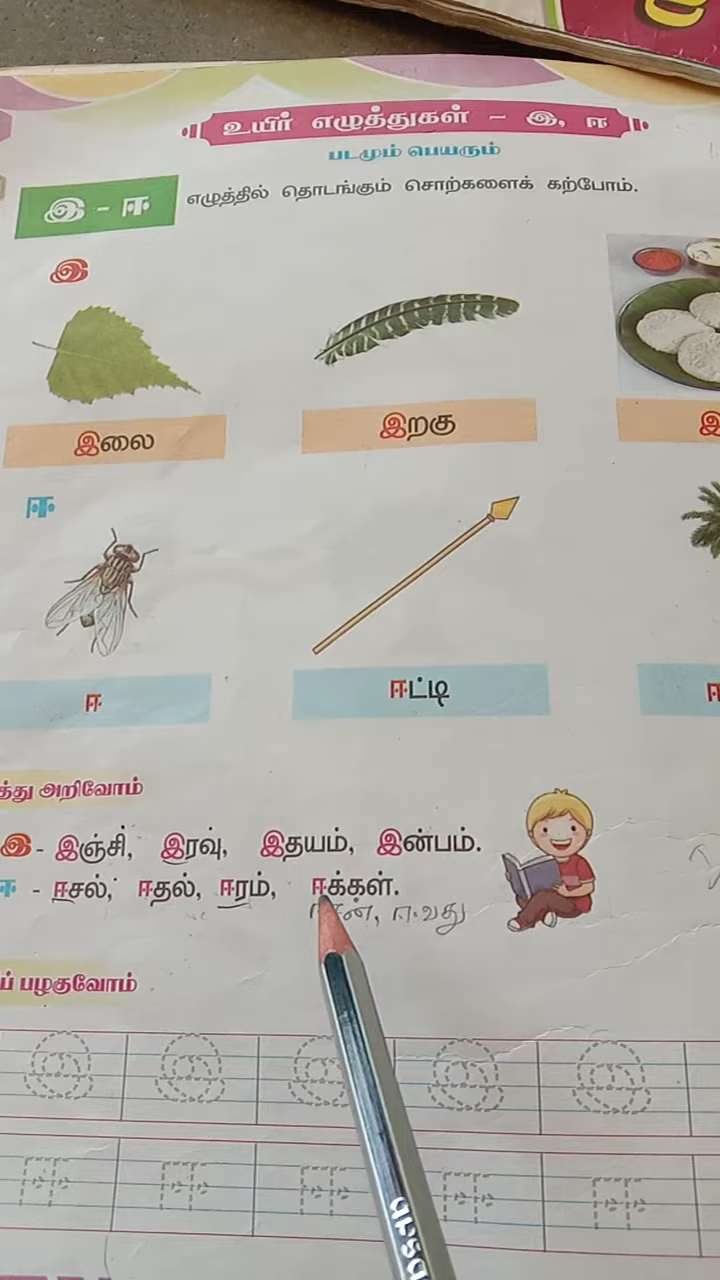 உயிர் எழுத்துகள் - இ, ஈ
படமும் பெயரும்
இ - ஈ எழுத்தில் தொடங்கும் சொற்களைக் கற்போம்.
இ
இலை இறகு இ
ஈ
ஈ ஈட்டி ஈ
த்து அறிவோம்
இ - இஞ்சி, இரவு, இதயம், இன்பம்.
ஈ - ஈசல், ஈதல், ஈரம், ஈக்கள்.
ப் பழகுவோம்
இ இ இ இ இ
ஈ ஈ ஈ ஈ ஈ
apsara